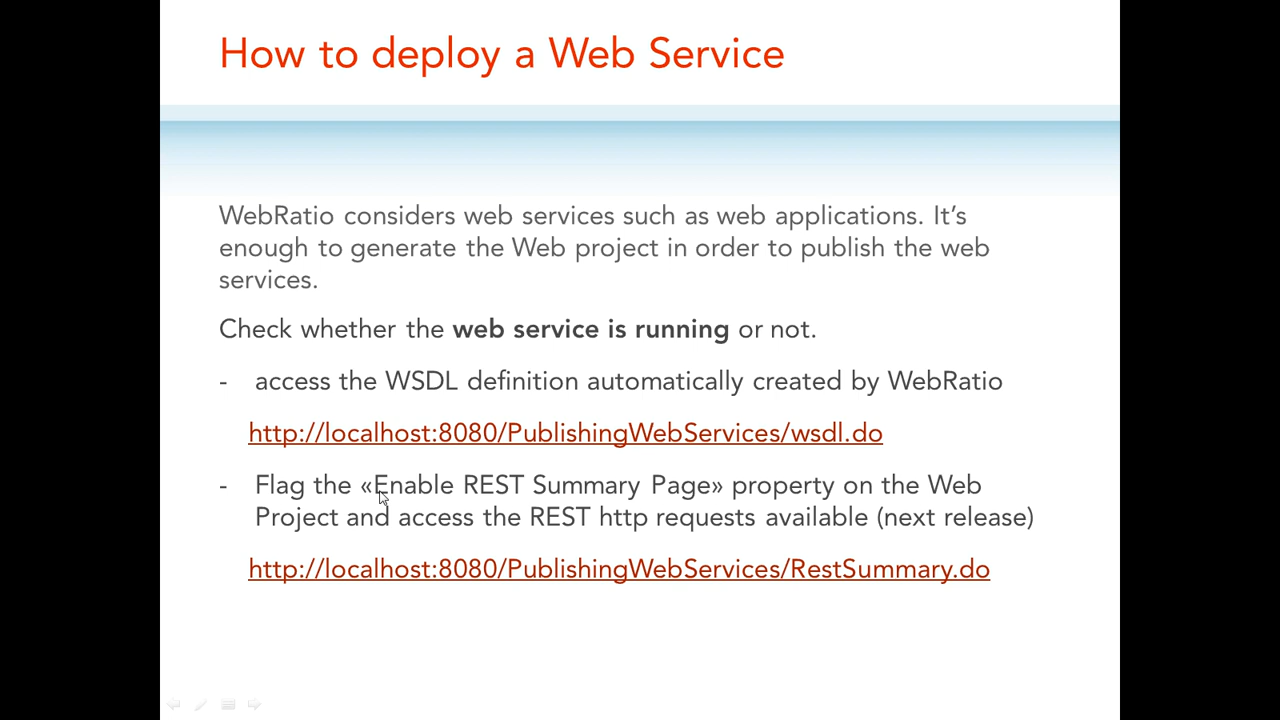 How to deploy a Web Service
WebRatio considers web services such as web applications. It’s
enough to generate the Web project in order to publish the web
services.
Check whether the web service is running or not.
- access the WSDL definition automatically created by WebRatio
http://localhost:8080/PublishingWebServices/wsdl.do
- Flag the «Enable REST Summary Page» property on the Web
Project and access the REST http requests available (next release)
http://localhost:8080/PublishingWebServices/RestSummary.do